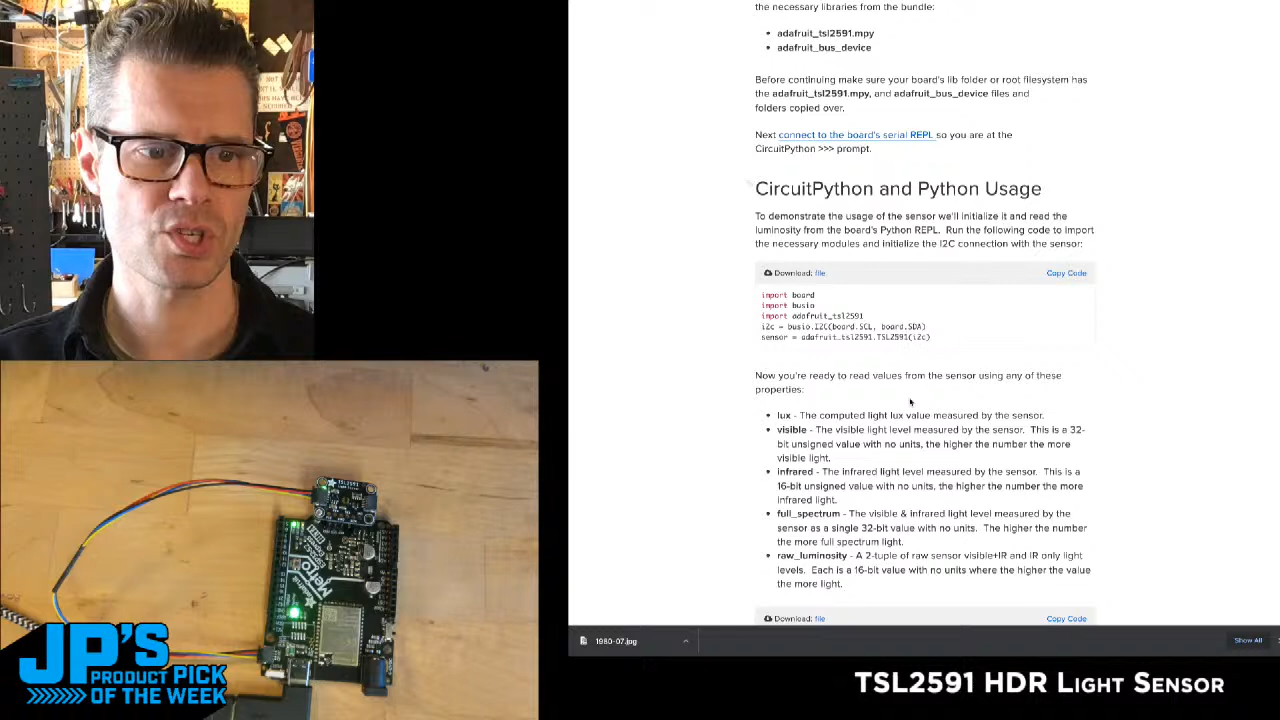 the necessary libraries from the bundle:
adafruit_tsl2591.mpy
adafruit_bus_device
Before continuing make sure your board's lib folder or root filesystem has
the adafruit_tsl2591.mpy, and adafruit_bus_device files and
folders copied over.
Next connect to the board's serial REPL so you are at the
CircuitPython >>> prompt.
CircuitPython and Python Usage
To demonstrate the usage of the sensor we'll initialize it and read the
luminosity from the board's Python REPL. Run the following code to import
the necessary modules and initialize the I2C connection with the sensor:
Download: file
Copy Code
import board
import busio
import adafruit_tsl2591
i2c = busio.I2C(board.SCL, board.SDA)
sensor = adafruit_tsl2591.TSL2591(i2c)
Now you're ready to read values from the sensor using any of these
properties:
lux - The computed light lux value measured by the sensor.
visible - The visible light level measured by the sensor. This is a 32-
bit unsigned value with no units, the higher the number the more
visible light.
infrared - The infrared light level measured by the sensor. This is a
16-bit unsigned value with no units, the higher the number the more
infrared light.
full_spectrum - The visible & infrared light level measured by the
sensor as a single 32-bit value with no units. The higher the number
the more full spectrum light.
raw_luminosity - A 2-tuple of raw sensor visible+IR and IR only light
levels. Each is a 16-bit value with no units where the higher the value
the more light.
Download: file
Copy Code
1980-07.jpg
Show All
TSL2591
Metro
JP'S
PRODUCT PICK
OF THE WEEK
TSL2591 HDR Light Sensor